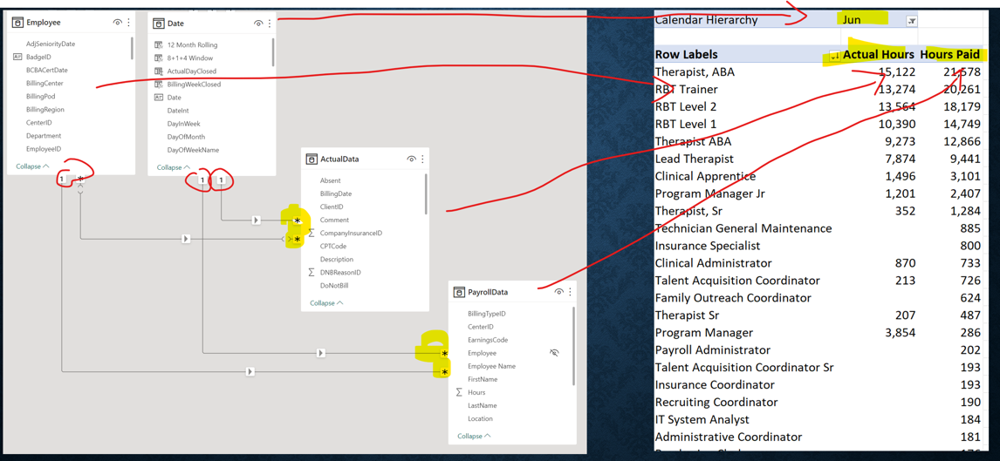 Employee
AdjSeniorityDate
BadgeID
BCBACertDate
BillingCenter
BillingPod
BillingRegion
CenterID
Department
EmployeeID
Collapse
1
*
Date
12 Month Rolling
8+1+4 Window
ActualDayClosed
BillingWeekClosed
Date
DateInt
DayInWeek
DayOfMonth
DayOfWeekName
Collapse
1
1
ActualData
Absent
BillingDate
ClientID
* Comment
* CompanyInsuranceID
CPTCode
Description
DNBReasonID
DoNotBill
Collapse
PayrollData
BillingTypeID
CenterID
EarningsCode
* Employee
Employee Name
*
FirstName
Hours
LastName
Location
Collapse
Calendar Hierarchy Jun
Row Labels Actual Hours Hours Paid
Therapist, ABA 15,122 21,578
RBT Trainer 13,274 20,261
RBT Level 2 13,564 18,179
RBT Level 1 10,390 14,749
Therapist ABA 9,273 12,866
Lead Therapist 7,874 9,441
Clinical Apprentice 1,496 3,101
Program Manager Jr 1,201 2,407
Therapist, Sr 352 1,284
Technician General Maintenance 885
Insurance Specialist 800
Clinical Administrator 870 733
Talent Acquisition Coordinator 213 726
Family Outreach Coordinator 624
Therapist Sr 207 487
Program Manager 3,854 286
Payroll Administrator 202
Talent Acquisition Coordinator Sr 193
Insurance Coordinator 193
Recruiting Coordinator 190
IT System Analyst 184
Administrative Coordinator 181